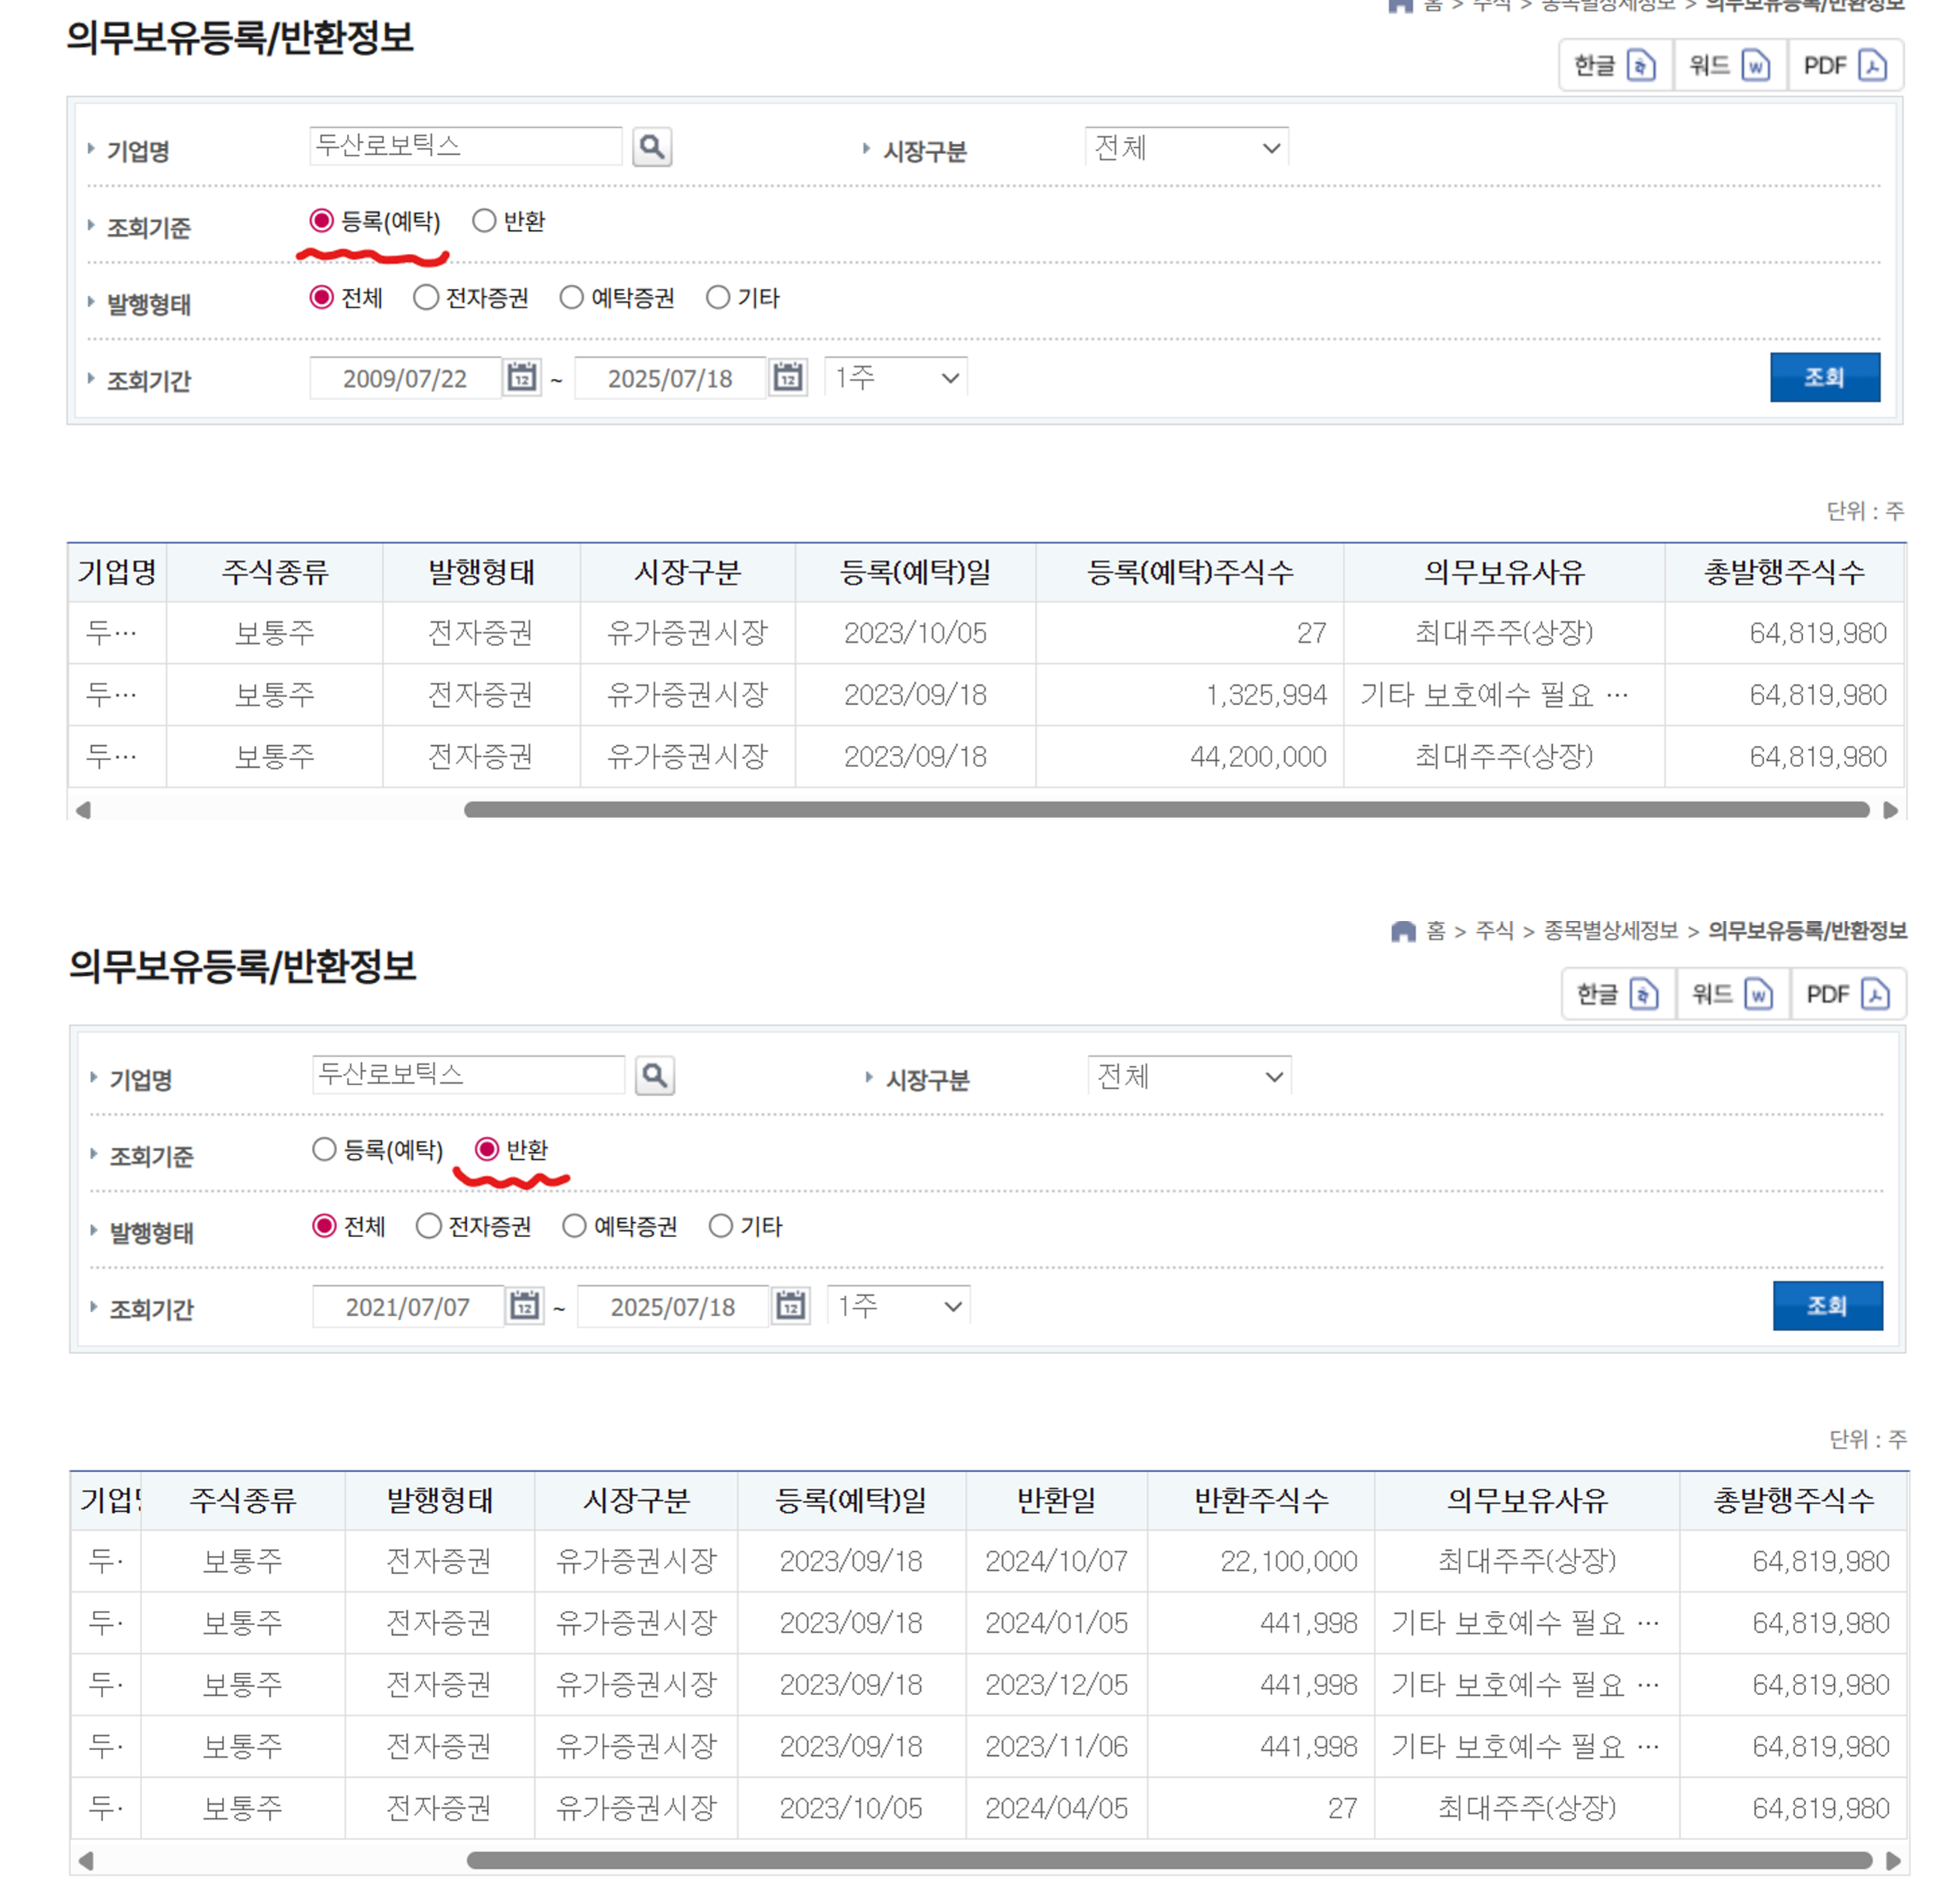 홈 > 주식 > 종목별상세정보 > 의무보유등록/반환정보
의무보유등록/반환정보
한글 워드 PDF
기업명 두산로보틱스 시장구분 전체
조회기준 등록(예탁) 반환
발행형태 전체 전자증권 예탁증권 기타
조회기간 2009/07/22 ~ 2025/07/18 1주 조회
단위 : 주
기업명 주식종류 발행형태 시장구분 등록(예탁)일 등록(예탁)주식수 의무보유사유 총발행주식수
두… 보통주 전자증권 유가증권시장 2023/10/05 27 최대주주(상장) 64,819,980
두… 보통주 전자증권 유가증권시장 2023/09/18 1,325,994 기타 보호예수 필요 … 64,819,980
두… 보통주 전자증권 유가증권시장 2023/09/18 44,200,000 최대주주(상장) 64,819,980
홈 > 주식 > 종목별상세정보 > 의무보유등록/반환정보
의무보유등록/반환정보
한글 워드 PDF
기업명 두산로보틱스 시장구분 전체
조회기준 등록(예탁) 반환
발행형태 전체 전자증권 예탁증권 기타
조회기간 2021/07/07 ~ 2025/07/18 1주 조회
단위 : 주
기업 주식종류 발행형태 시장구분 등록(예탁)일 반환일 반환주식수 의무보유사유 총발행주식수
두· 보통주 전자증권 유가증권시장 2023/09/18 2024/10/07 22,100,000 최대주주(상장) 64,819,980
두· 보통주 전자증권 유가증권시장 2023/09/18 2024/01/05 441,998 기타 보호예수 필요 … 64,819,980
두· 보통주 전자증권 유가증권시장 2023/09/18 2023/12/05 441,998 기타 보호예수 필요 … 64,819,980
두· 보통주 전자증권 유가증권시장 2023/09/18 2023/11/06 441,998 기타 보호예수 필요 … 64,819,980
두· 보통주 전자증권 유가증권시장 2023/10/05 2024/04/05 27 최대주주(상장) 64,819,980